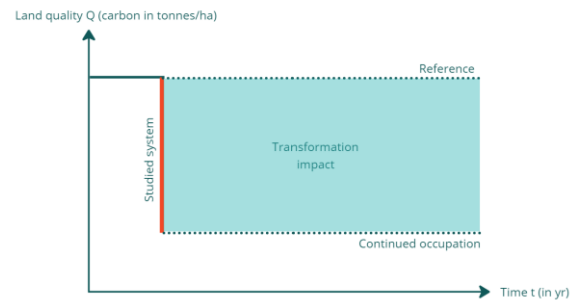 Land quality Q (carbon in tonnes/ha)
Reference
Studied system
Transformation
impact
Continued occupation
Time t (in yr)